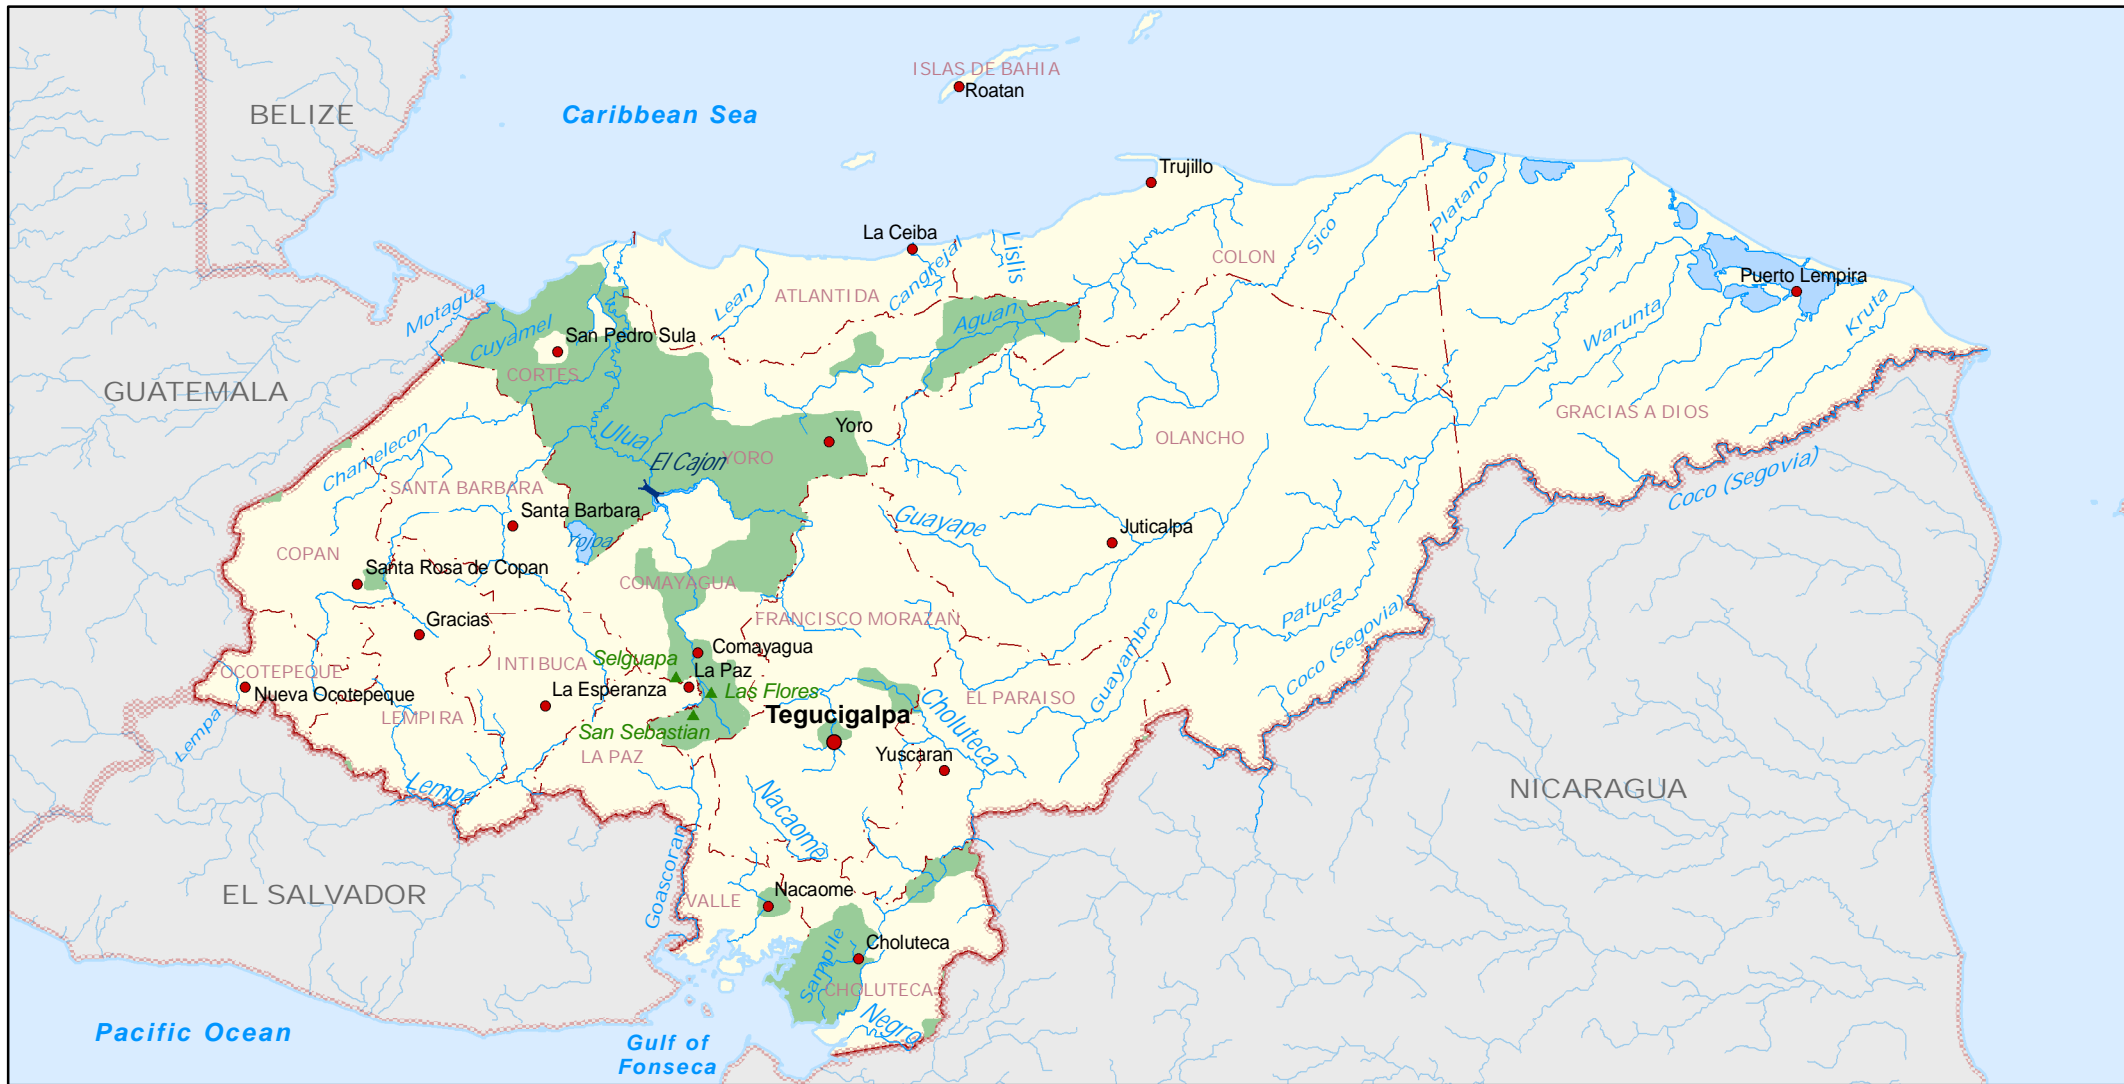 ISLAS DE BAHIA
Roatan
BELIZE
Caribbean Sea
Trujillo
Platano
La Ceiba
Cangrejal
Lislis
Sico
COLON
Puerto Lempira
Motagua
Lean
ATLANTIDA
Aguan
Warunta
Kruta
Cuyamel
San Pedro Sula
CORTES
GUATEMALA
GRACIAS A DIOS
Chamelecon
Ulua
Yoro
YORO
OLANCHO
El Cajon
SANTA BARBARA
Santa Barbara
Coco (Segovia)
Guayape
Juticalpa
Yojoa
COPAN
Santa Rosa de Copan
COMAYAGUA
Gracias
FRANCISCO MORAZAN
Patuca
Guayambre
Coco (Segovia)
Comayagua
INTIBUCA
Selguapa
La Paz
OCOTEPEQUE
Nueva Ocotepeque
La Esperanza
Las Flores
EL PARAISO
Choluteca
LEMPIRA
Lempa
San Sebastian
Tegucigalpa
LA PAZ
Yuscaran
NICARAGUA
Lempa
Nacaome
Goascoran
EL SALVADOR
VALLE
Nacaome
Choluteca
Sampile
CHOLUTECA
Negro
Pacific Ocean
Gulf of
Fonseca